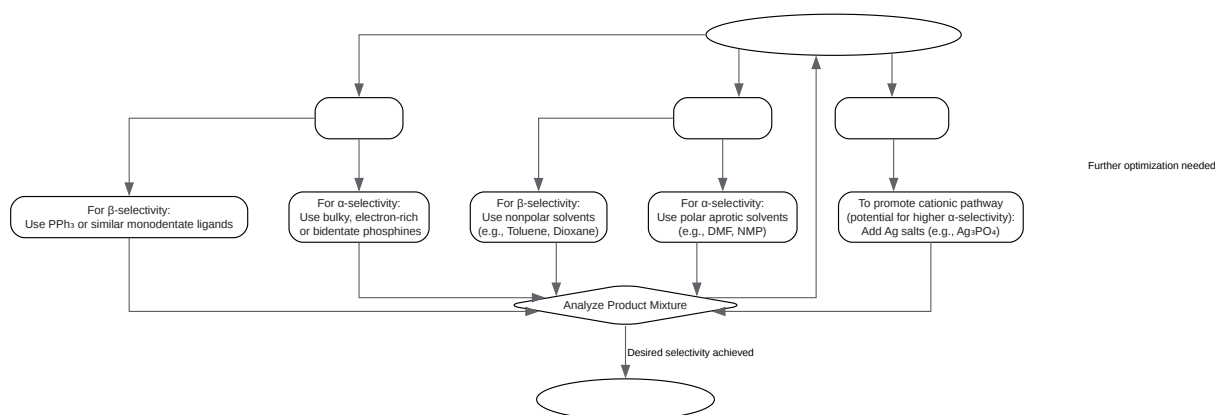 Further optimization needed
For β-selectivity:
Use PPh₃ or similar monodentate ligands
For α-selectivity:
Use bulky, electron-rich
or bidentate phosphines
For β-selectivity:
Use nonpolar solvents
(e.g., Toluene, Dioxane)
For α-selectivity:
Use polar aprotic solvents
(e.g., DMF, NMP)
To promote cationic pathway
(potential for higher α-selectivity):
Add Ag salts (e.g., Ag₃PO₄)
Analyze Product Mixture
Desired selectivity achieved